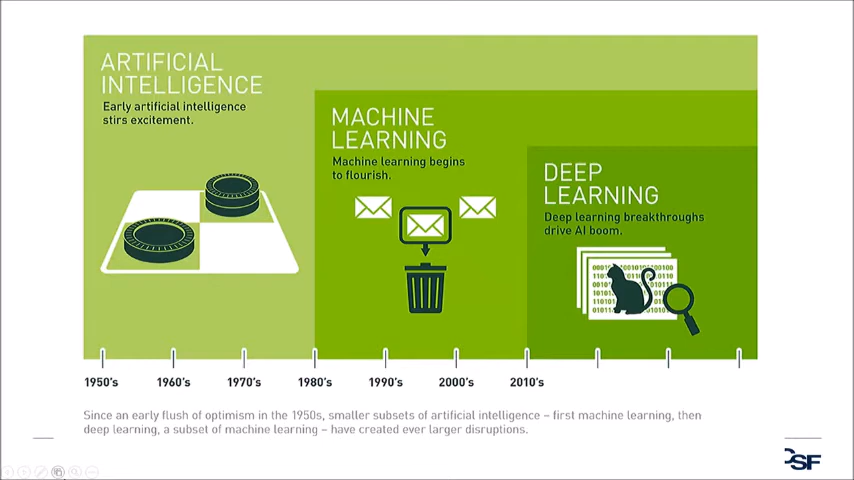 ARTIFICIAL
INTELLIGENCE
Early artificial intelligence
stirs excitement.
MACHINE
LEARNING
Machine learning begins
to flourish.
DEEP
LEARNING
Deep learning breakthroughs
drive AI boom.
1950's
1960's
1970's
1980's
1990's
2000's
2010's
Since an early flush of optimism in the 1950s, smaller subsets of artificial intelligence – first machine learning, then
deep learning, a subset of machine learning – have created ever larger disruptions.